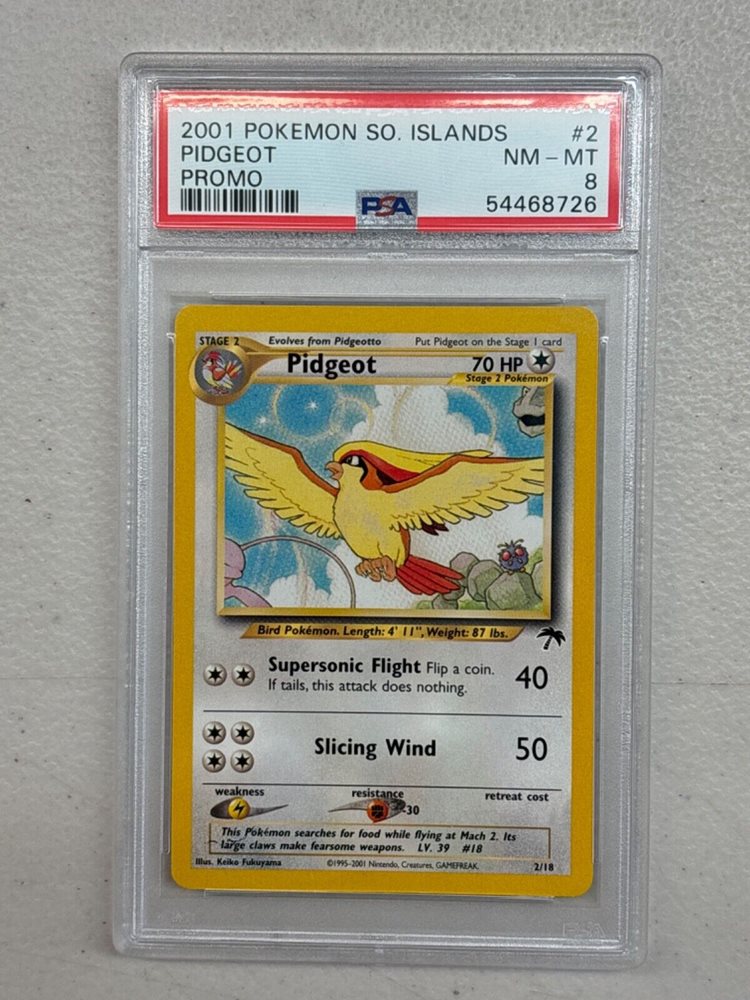 2001 POKEMON SO. ISLANDS #2
PIDGEOT NM - MT
PROMO 8
PSA 54468726
STAGE 2 Evolves from Pidgeotto Put Pidgeot on the Stage 1 card
Pidgeot 70 HP
Stage 2 Pokémon
Bird Pokémon. Length: 4' 11", Weight: 87 lbs.
Supersonic Flight Flip a coin.
If tails, this attack does nothing. 40
Slicing Wind 50
weakness resistance retreat cost
-30
This Pokémon searches for food while flying at Mach 2. Its
large claws make fearsome weapons. LV. 39 #18
Illus. Keiko Fukuyama ©1995-2001 Nintendo, Creatures, GAMEFREAK. 2/18